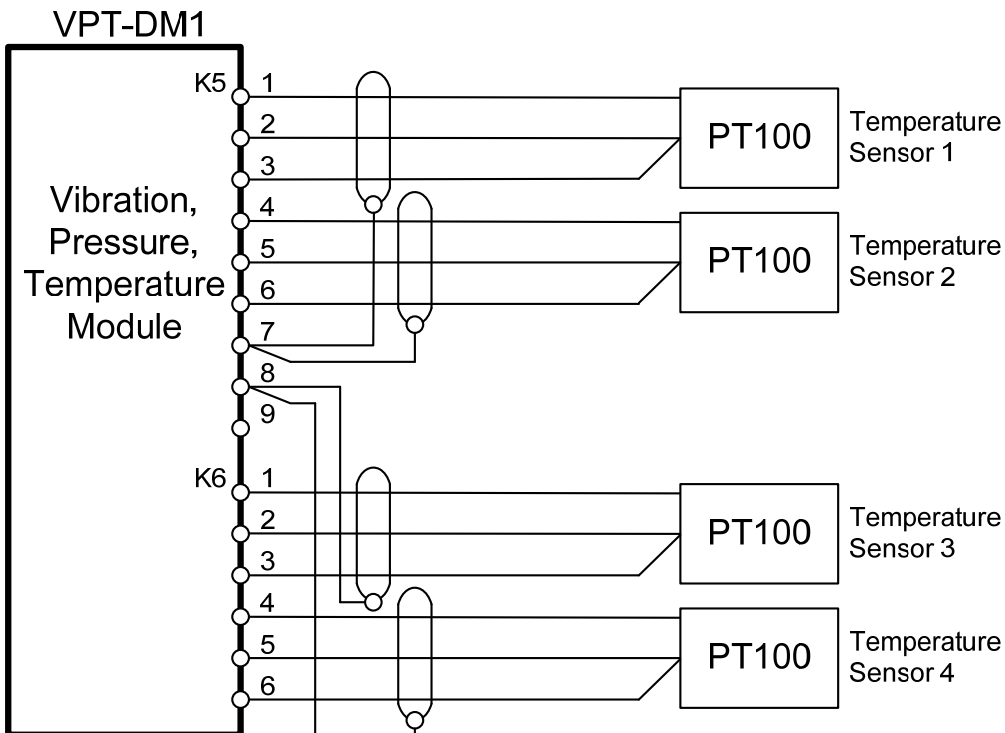 VPT-DM1
Vibration,
Pressure,
Temperature
Module
K5
1
2
3
4
5
6
7
8
9
PT100
Temperature
Sensor 1
PT100
Temperature
Sensor 2
K6
1
2
3
4
5
6
PT100
Temperature
Sensor 3
PT100
Temperature
Sensor 4